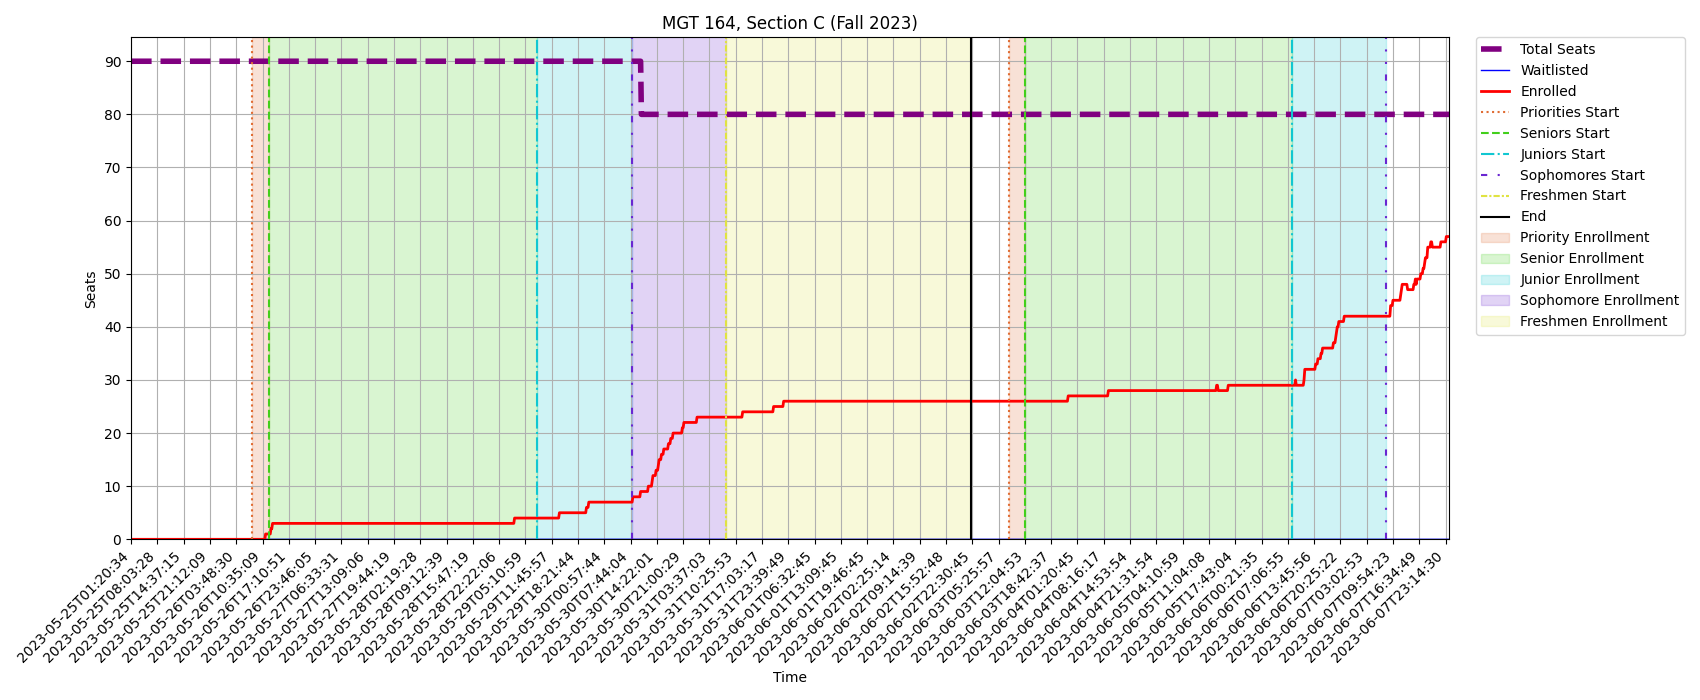 MGT 164, Section C (Fall 2023)
Seats
90
80
70
60
50
40
30
20
10
0
2023-05-25T01:20:34
2023-05-25T08:03:28
2023-05-25T14:37:15
2023-05-25T21:12:09
2023-05-26T03:48:30
2023-05-26T10:35:09
2023-05-26T17:10:51
2023-05-26T23:46:05
2023-05-27T06:33:31
2023-05-27T13:09:06
2023-05-27T19:44:19
2023-05-28T02:19:28
2023-05-28T09:12:39
2023-05-28T15:47:19
2023-05-28T22:22:06
2023-05-29T05:10:59
2023-05-29T11:45:57
2023-05-29T18:21:44
2023-05-30T00:57:44
2023-05-30T07:44:04
2023-05-30T14:22:01
2023-05-30T21:00:29
2023-05-31T03:37:03
2023-05-31T10:25:53
2023-05-31T17:03:17
2023-05-31T23:39:49
2023-06-01T06:32:45
2023-06-01T13:09:45
2023-06-01T19:46:45
2023-06-02T02:25:14
2023-06-02T09:14:39
2023-06-02T15:52:48
2023-06-02T22:30:45
2023-06-03T05:25:57
2023-06-03T12:04:53
2023-06-03T18:42:37
2023-06-04T01:20:45
2023-06-04T08:16:17
2023-06-04T14:53:54
2023-06-04T21:31:54
2023-06-05T04:10:59
2023-06-05T11:04:08
2023-06-05T17:43:04
2023-06-06T00:21:35
2023-06-06T07:06:55
2023-06-06T13:45:56
2023-06-06T20:25:22
2023-06-07T03:02:53
2023-06-07T09:54:23
2023-06-07T16:34:49
2023-06-07T23:14:30
Time
Total Seats
Waitlisted
Enrolled
Priorities Start
Seniors Start
Juniors Start
Sophomores Start
Freshmen Start
End
Priority Enrollment
Senior Enrollment
Junior Enrollment
Sophomore Enrollment
Freshmen Enrollment